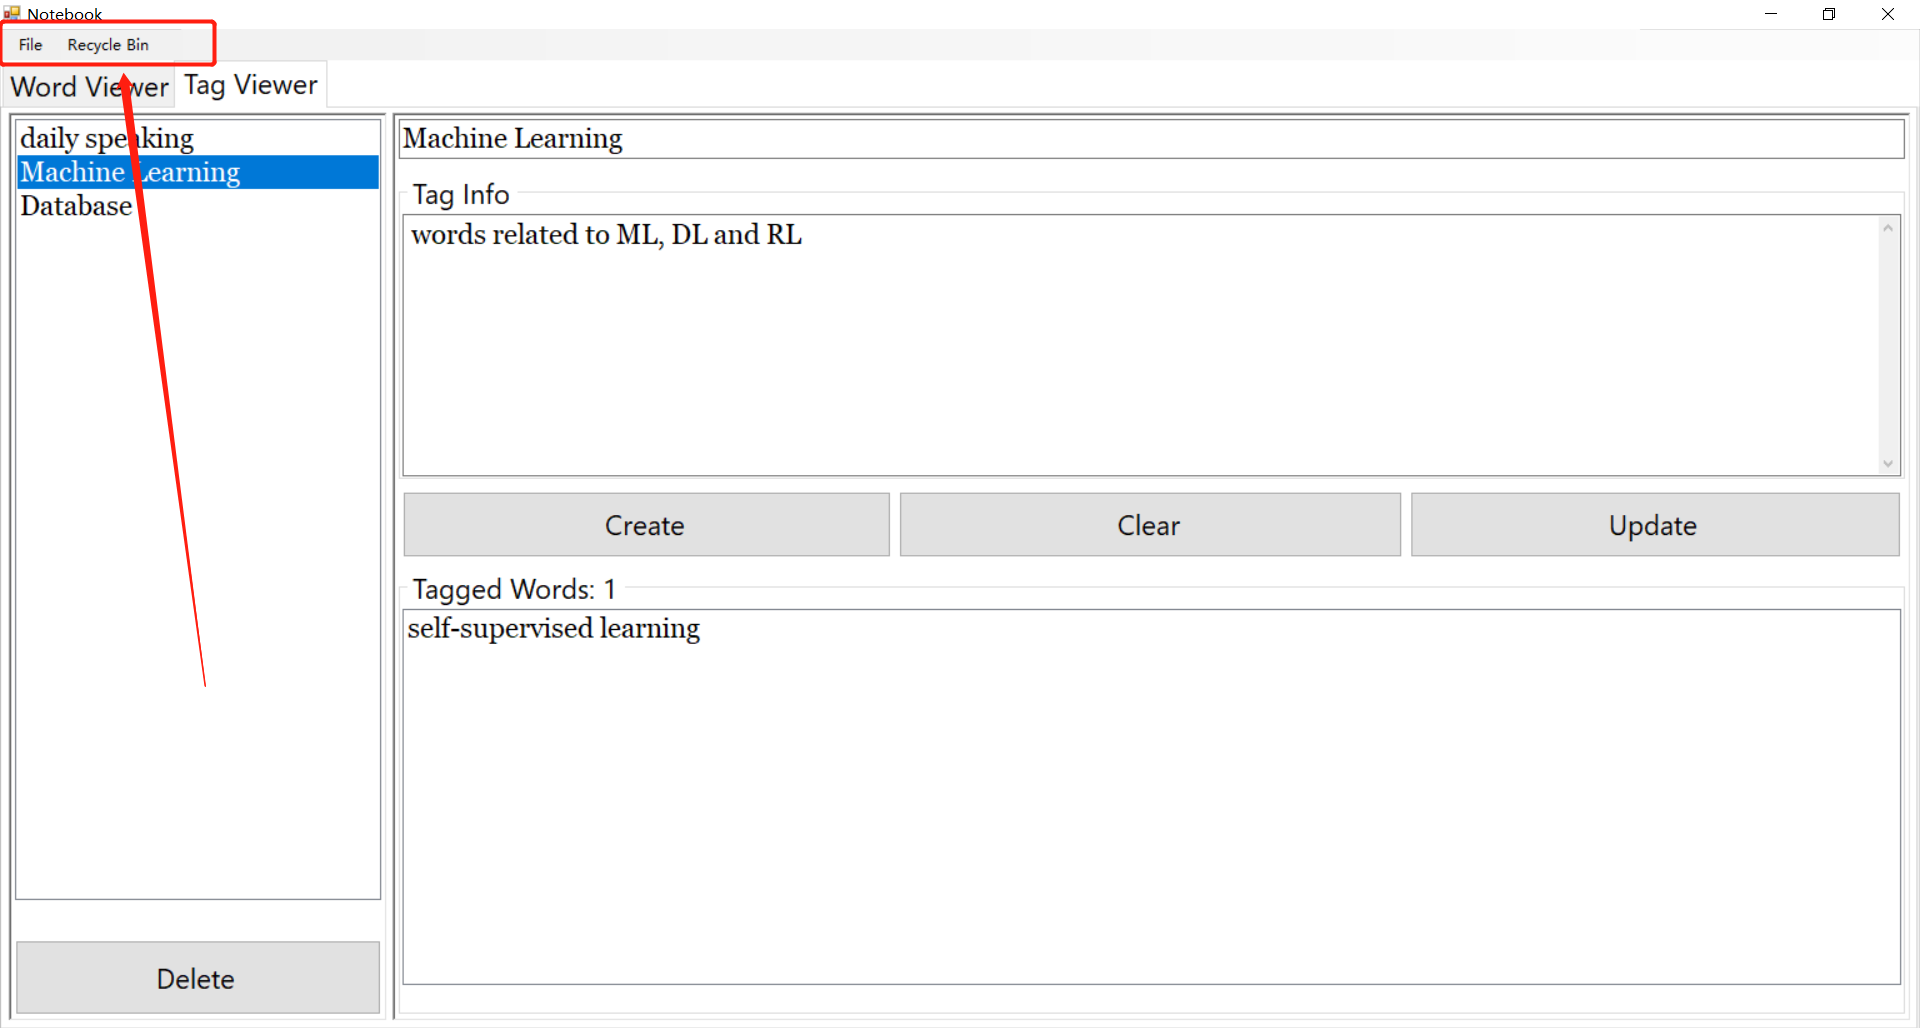 Notebook
File Recycle Bin
Word Viewer Tag Viewer
daily speaking
Machine Learning
Database
Delete
Machine Learning
Tag Info
words related to ML, DL and RL
Create Clear Update
Tagged Words: 1
self-supervised learning